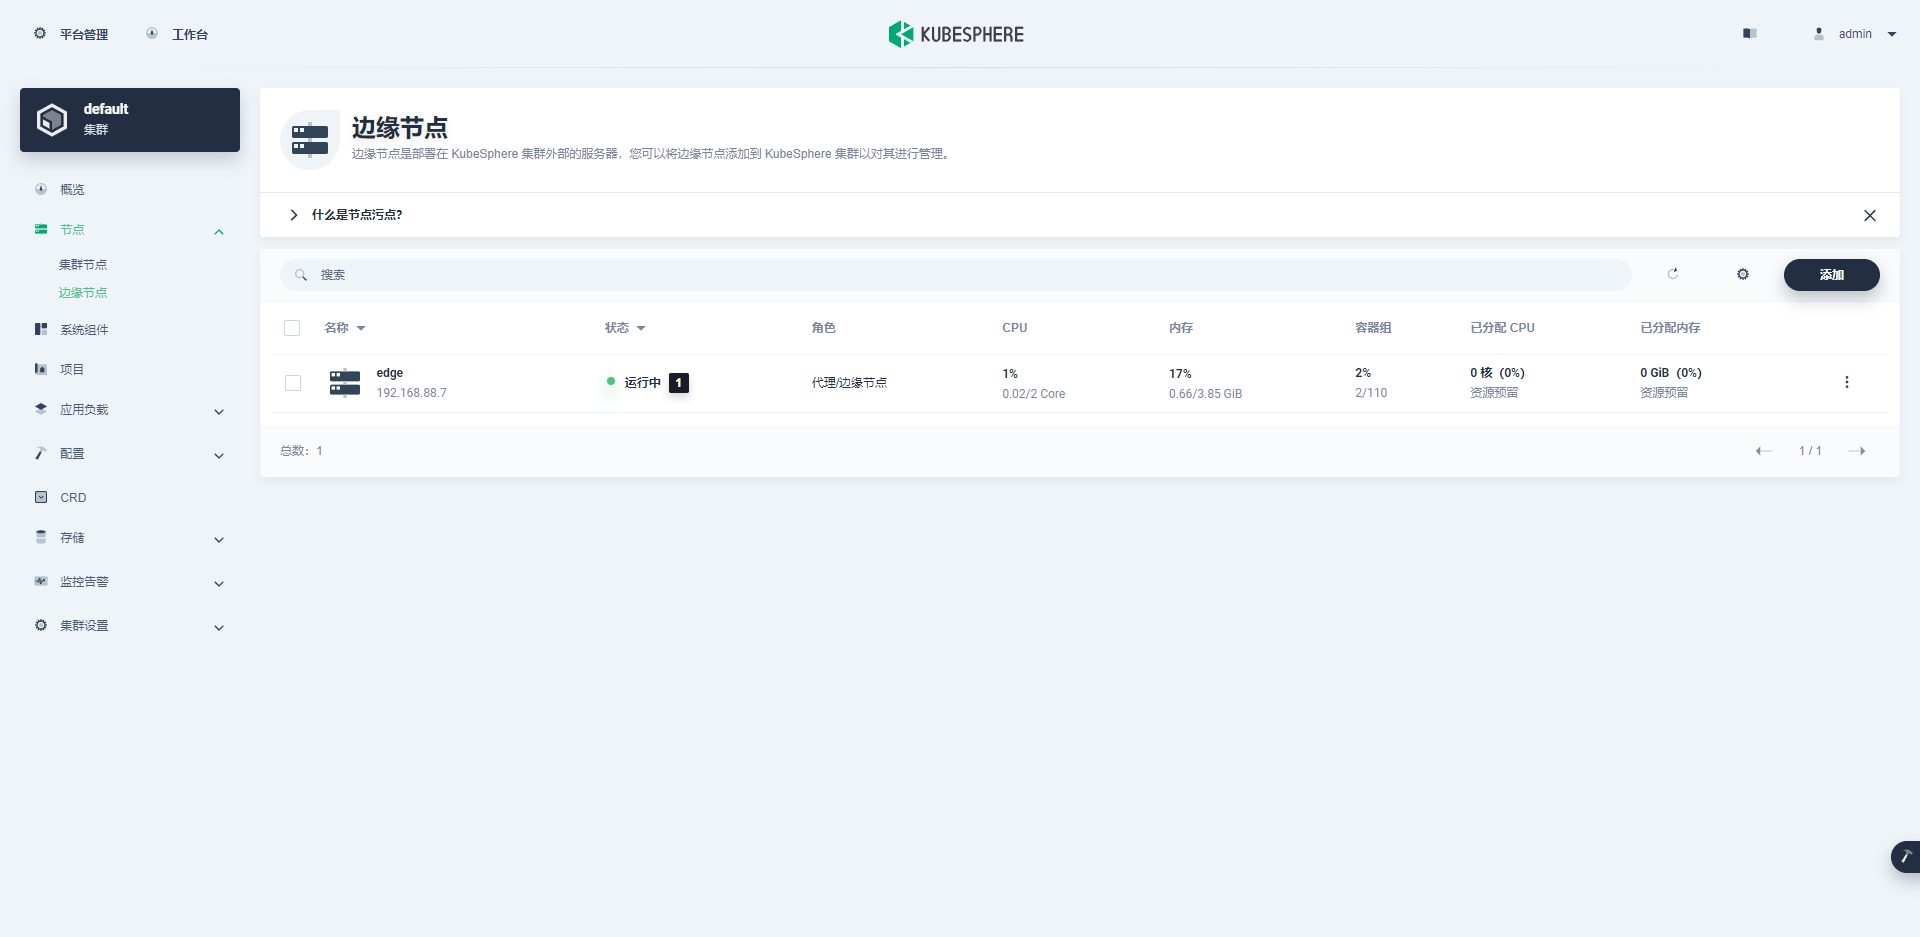 平台管理
工作台
KUBESPHERE
admin
default
集群
概览
节点
集群节点
边缘节点
系统组件
项目
应用负载
配置
CRD
存储
监控告警
集群设置
边缘节点
边缘节点是部署在 KubeSphere 集群外部的服务器，您可以将边缘节点添加到 KubeSphere 集群以对其进行管理。
什么是节点污点?
搜索
添加
名称 状态 角色 CPU 内存 容器组 已分配 CPU 已分配内存
edge 运行中 1 代理/边缘节点 1% 17% 2% 0 核 (0%) 0 GiB (0%)
192.168.88.7 0.02/2 Core 0.66/3.85 GiB 2/110 资源预留 资源预留
总数: 1
1 / 1